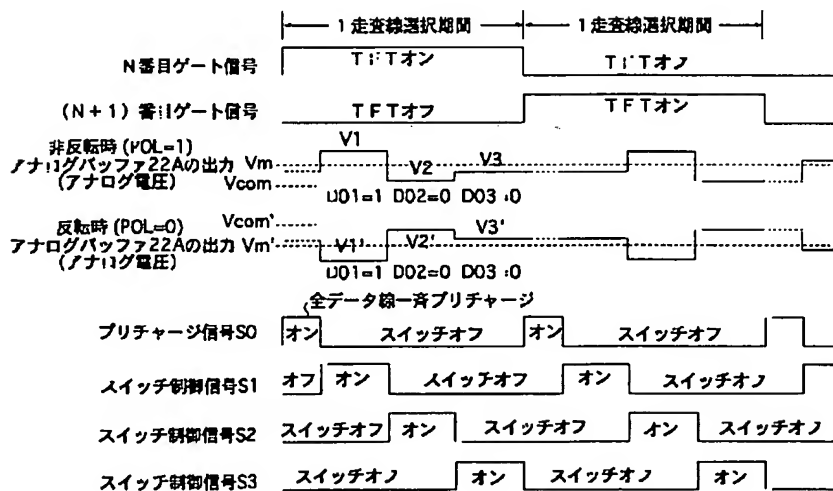 1走査線選択期間 1走査線選択期間
N番目ゲート信号 TFTオン TFTオフ
(N+1)番目ゲート信号 TFTオフ TFTオン
非反転時(POL=1)
アナログバッファ22Aの出力 Vm
(アナログ電圧)
Vcom
V1 V2 V3
D01=1 D02=0 D03=0
反転時(POL=0)
アナログバッファ22Aの出力 Vm'
(アナログ電圧)
Vcom'
V1' V2' V3'
D01=1 D02=0 D03=0
全データ線一斉プリチャージ
プリチャージ信号S0 オン スイッチオフ オン スイッチオフ
スイッチ制御信号S1 オフ オン スイッチオフ オン スイッチオフ
スイッチ制御信号S2 スイッチオフ オン スイッチオフ オン スイッチオフ
スイッチ制御信号S3 スイッチオフ オン スイッチオフ オン